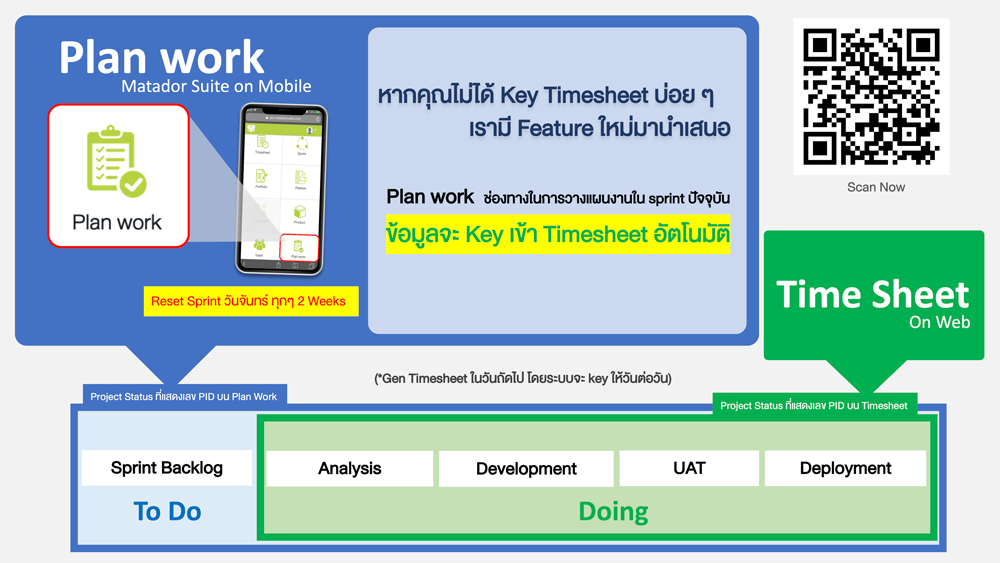 Plan work
Matador Suite on Mobile
Plan work
Timesheet
Sprint
Portfolio
Feature
Product
Team
Plan work
Reset Sprint วันจันทร์ ทุกๆ 2 Weeks
หากคุณไม่ได้ Key Timesheet บ่อย ๆ
เรามี Feature ใหม่มานำเสนอ
Plan work ช่องทางในการวางแผนงานใน sprint ปัจจุบัน
ข้อมูลจะ Key เข้า Timesheet อัตโนมัติ
Scan Now
Time Sheet
On Web
(*Gen Timesheet ในวันถัดไป โดยระบบจะ key ให้วันต่อวัน)
Project Status ที่แสดงเลข PID บน Plan Work
Project Status ที่แสดงเลข PID บน Timesheet
Sprint Backlog
Analysis
Development
UAT
Deployment
To Do
Doing